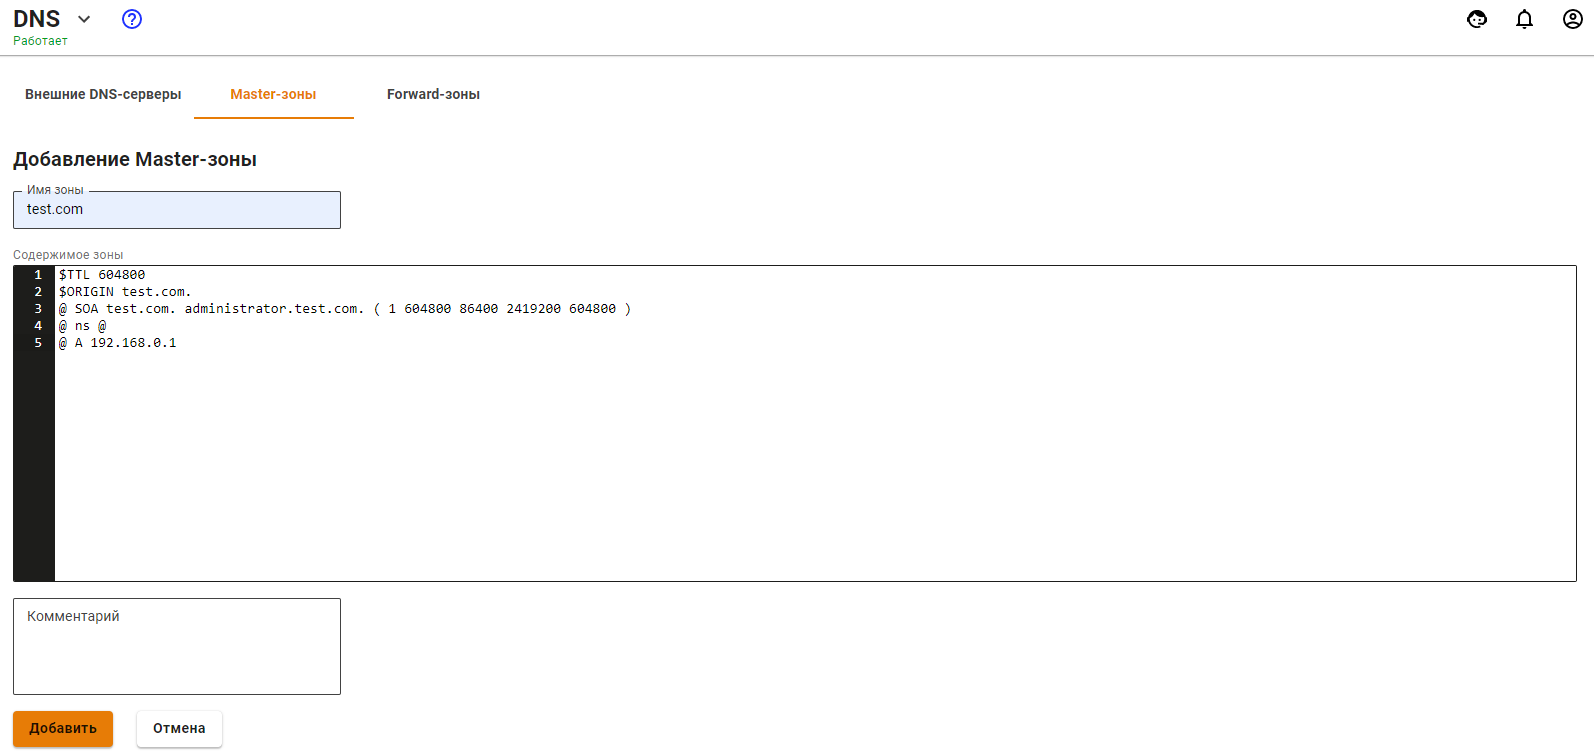 DNS
Работает
Внешние DNS-серверы Master-зоны Forward-зоны
Добавление Master-зоны
Имя зоны
test.com
Содержимое зоны
1 $TTL 604800
2 $ORIGIN test.com.
3 @ SOA test.com. administrator.test.com. ( 1 604800 86400 2419200 604800 )
4 @ ns @
5 @ A 192.168.0.1
Комментарий
Добавить Отмена